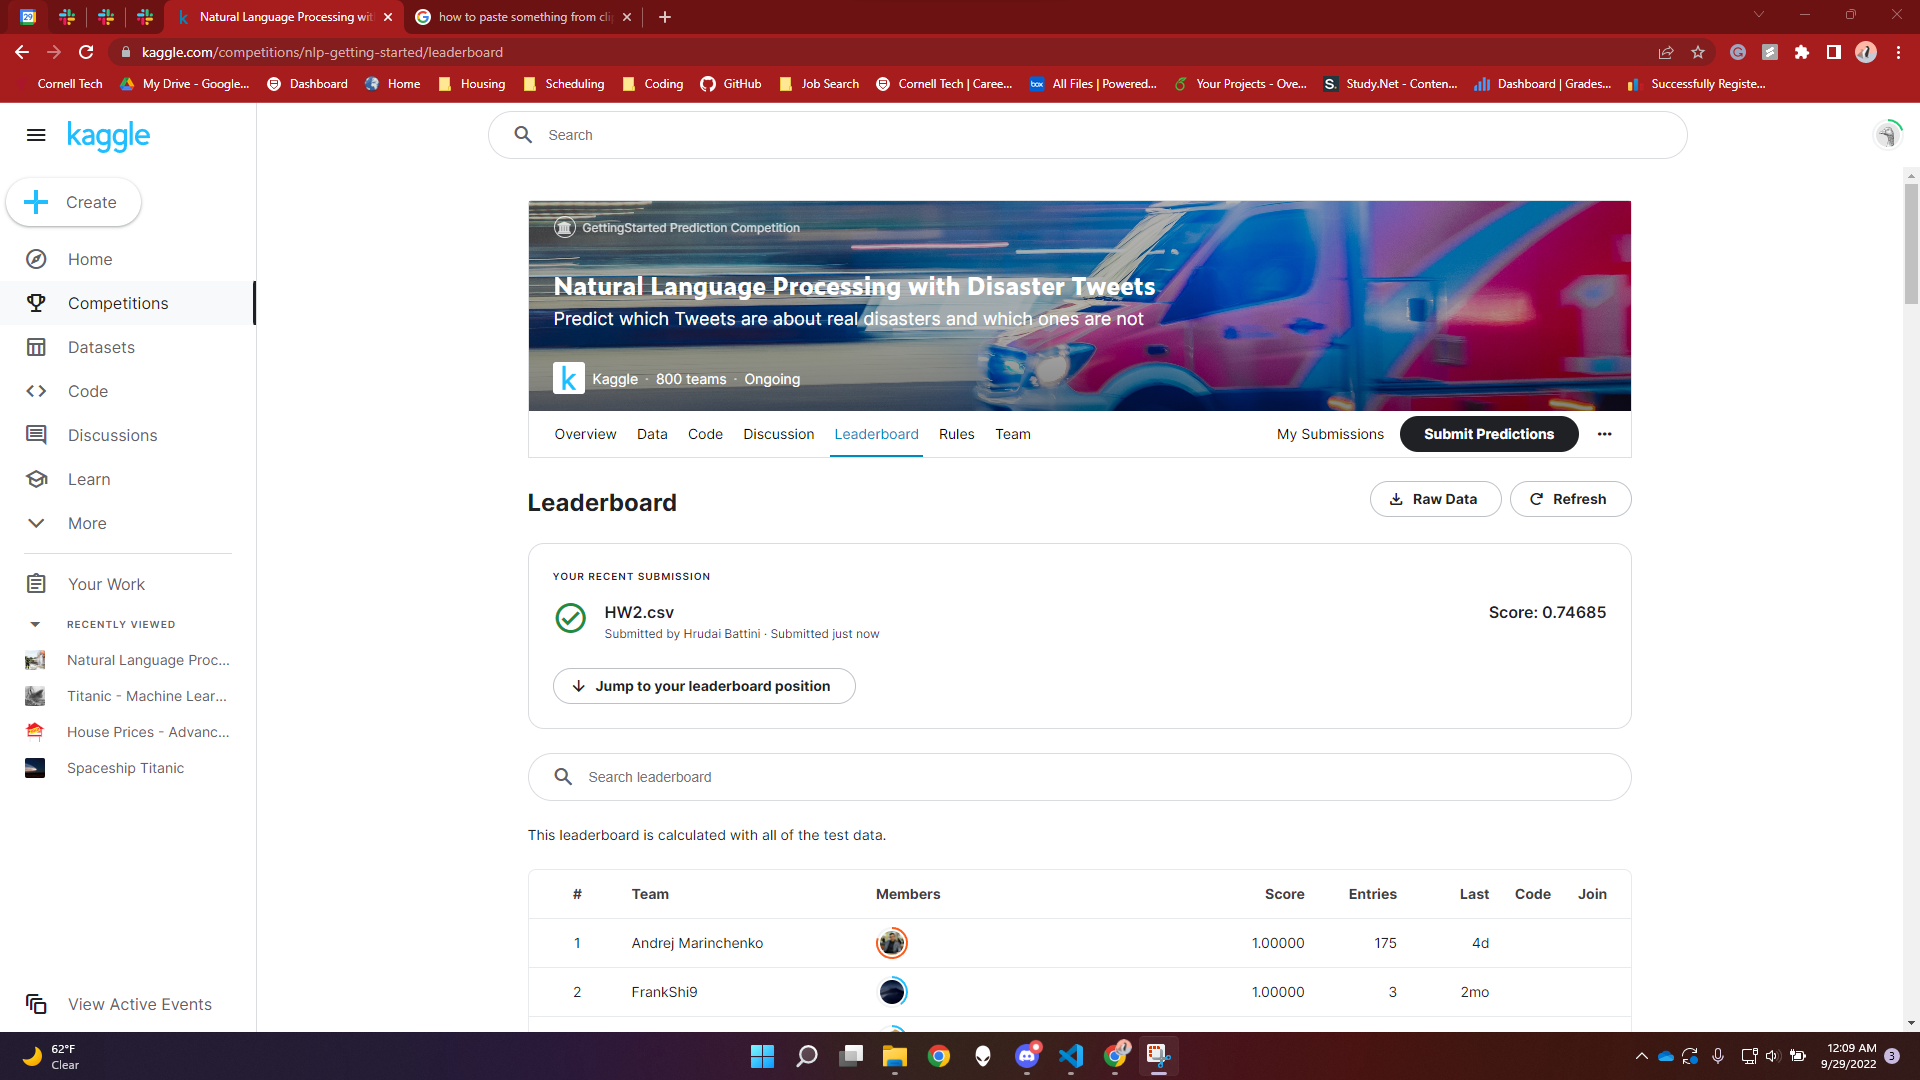 29
Natural Language Processing wit
how to paste something from cli
kaggle.com/competitions/nlp-getting-started/leaderboard
Cornell Tech
My Drive - Google...
Dashboard
Home
Housing
Scheduling
Coding
GitHub
Job Search
Cornell Tech | Caree...
box
All Files | Powered...
Your Projects - Ove...
S.
Study.Net - Conten...
Dashboard | Grades...
Successfully Registe...
kaggle
Search
Create
Home
Competitions
Datasets
Code
Discussions
Learn
More
Your Work
RECENTLY VIEWED
Natural Language Proc...
Titanic - Machine Lear...
House Prices - Advanc...
Spaceship Titanic
View Active Events
GettingStarted Prediction Competition
Natural Language Processing with Disaster Tweets
Predict which Tweets are about real disasters and which ones are not
k Kaggle · 800 teams · Ongoing
Overview Data Code Discussion Leaderboard Rules Team My Submissions Submit Predictions
Leaderboard
Raw Data
Refresh
YOUR RECENT SUBMISSION
HW2.csv
Score: 0.74685
Submitted by Hrudai Battini · Submitted just now
Jump to your leaderboard position
Search leaderboard
This leaderboard is calculated with all of the test data.
# Team Members Score Entries Last Code Join
1 Andrej Marinchenko 1.00000 175 4d
2 FrankShi9 1.00000 3 2mo
62°F
Clear
12:09 AM
9/29/2022
3